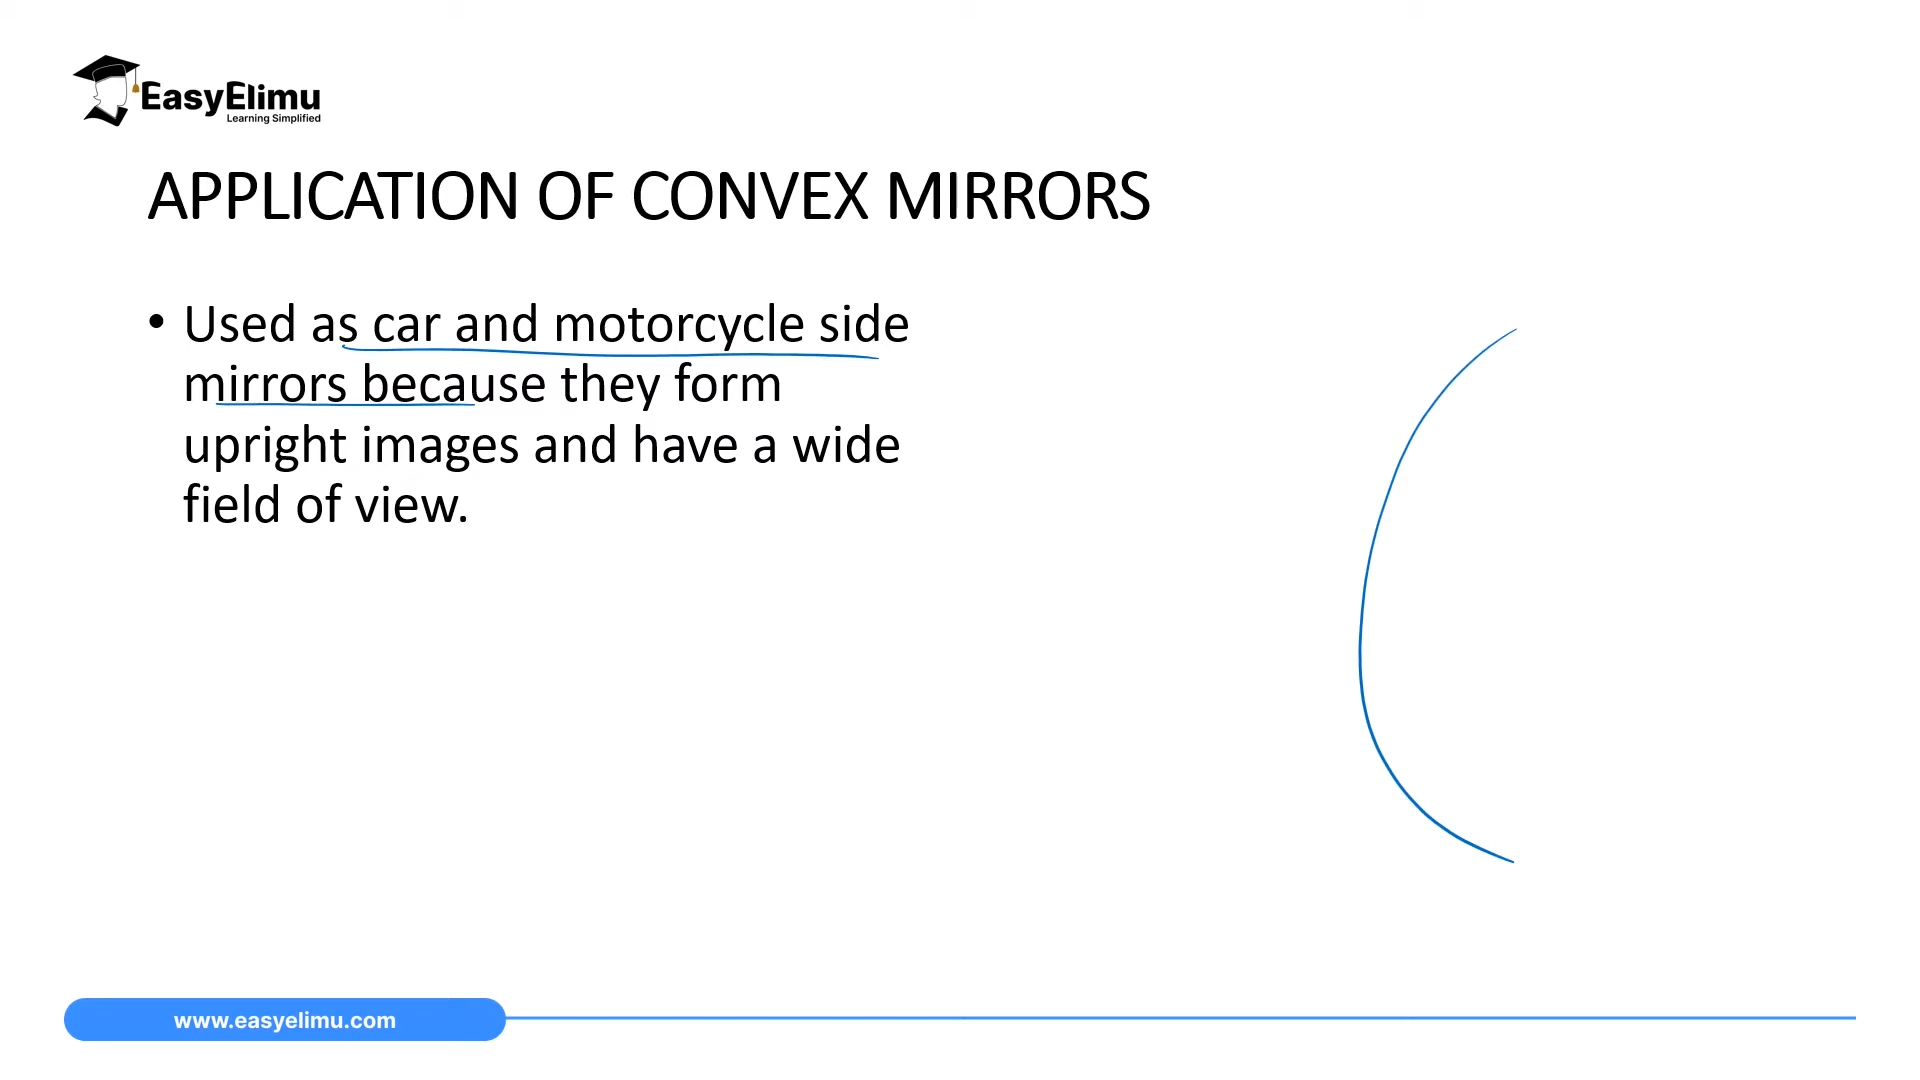 EasyElimu
Learning Simplified
APPLICATION OF CONVEX MIRRORS
• Used as car and motorcycle side
mirrors because they form
upright images and have a wide
field of view.
www.easyelimu.com